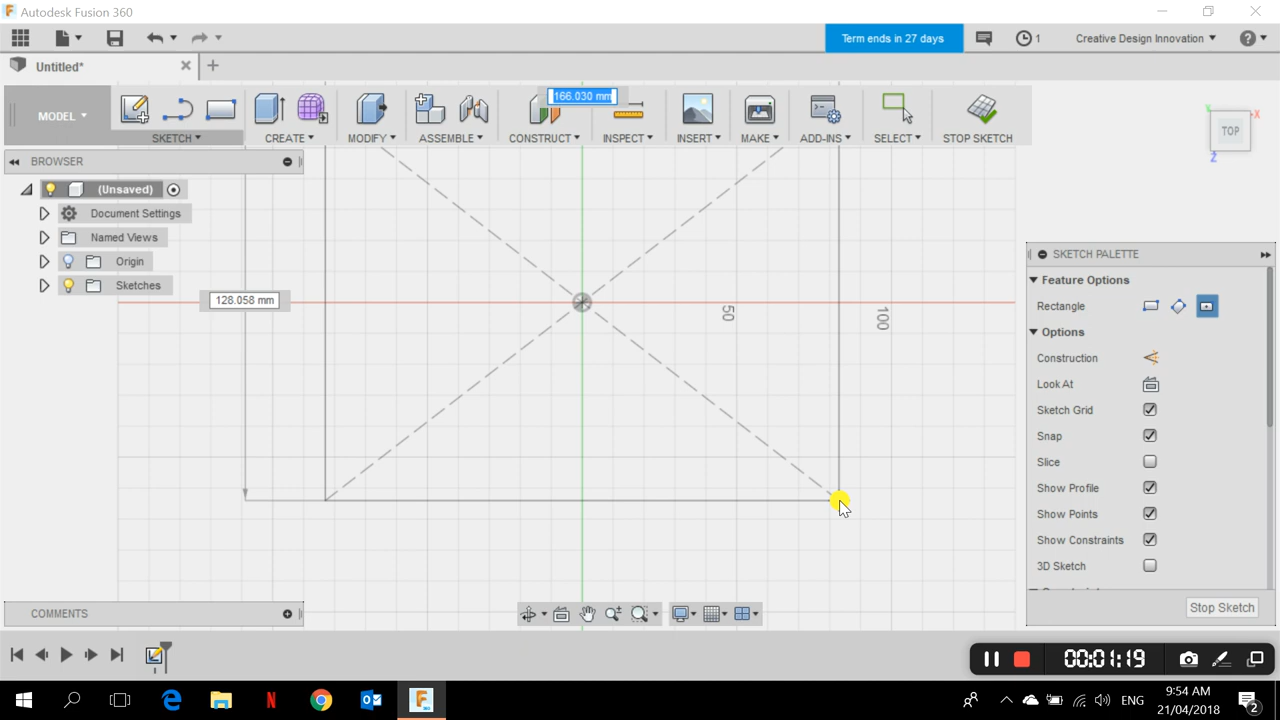 Autodesk Fusion 360
Term ends in 27 days
1
Creative Design Innovation
Untitled*
MODEL
SKETCH
CREATE
MODIFY
ASSEMBLE
CONSTRUCT
INSPECT
INSERT
MAKE
ADD-INS
SELECT
STOP SKETCH
166.030 mm
BROWSER
(Unsaved)
Document Settings
Named Views
Origin
Sketches
128.058 mm
50
100
X
Y
TOP
Z
SKETCH PALETTE
Feature Options
Rectangle
Options
Construction
Look At
Sketch Grid
Snap
Slice
Show Profile
Show Points
Show Constraints
3D Sketch
Stop Sketch
COMMENTS
00:01:19
ENG
9:54 AM
21/04/2018
2